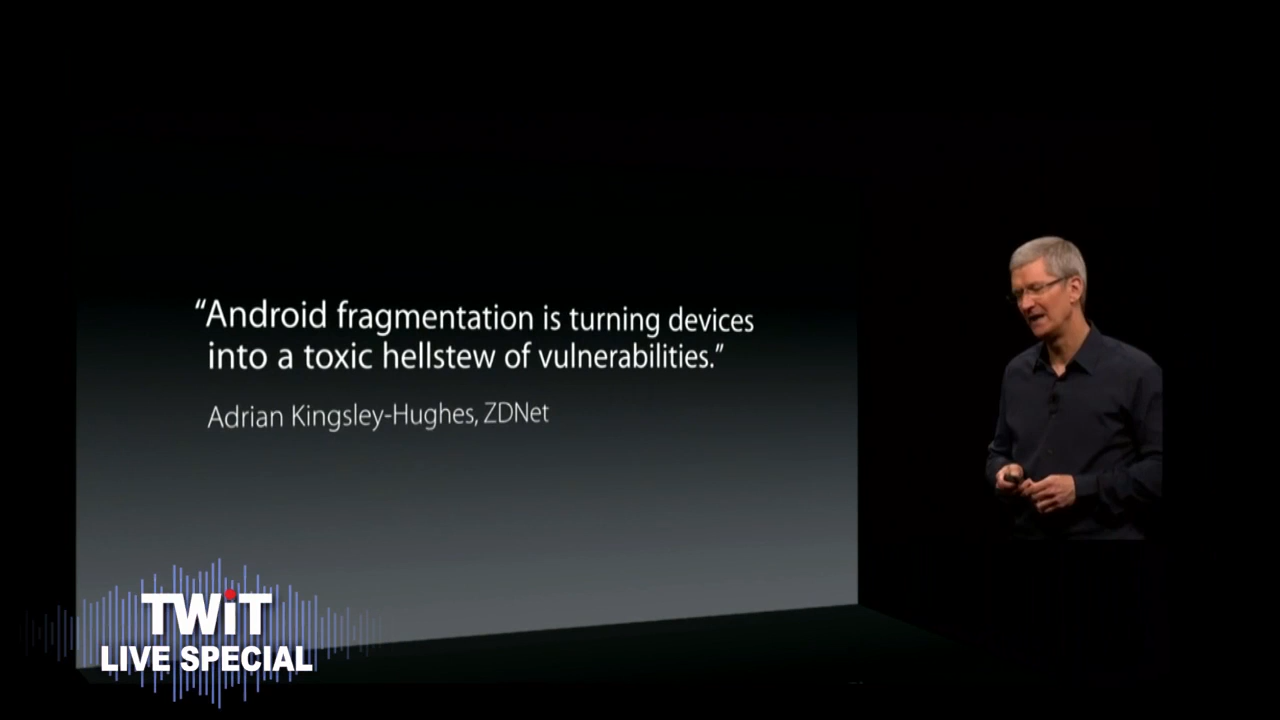 “Android fragmentation is turning devices
into a toxic hellstew of vulnerabilities.”
Adrian Kingsley-Hughes, ZDNet
TWiT
LIVE SPECIAL